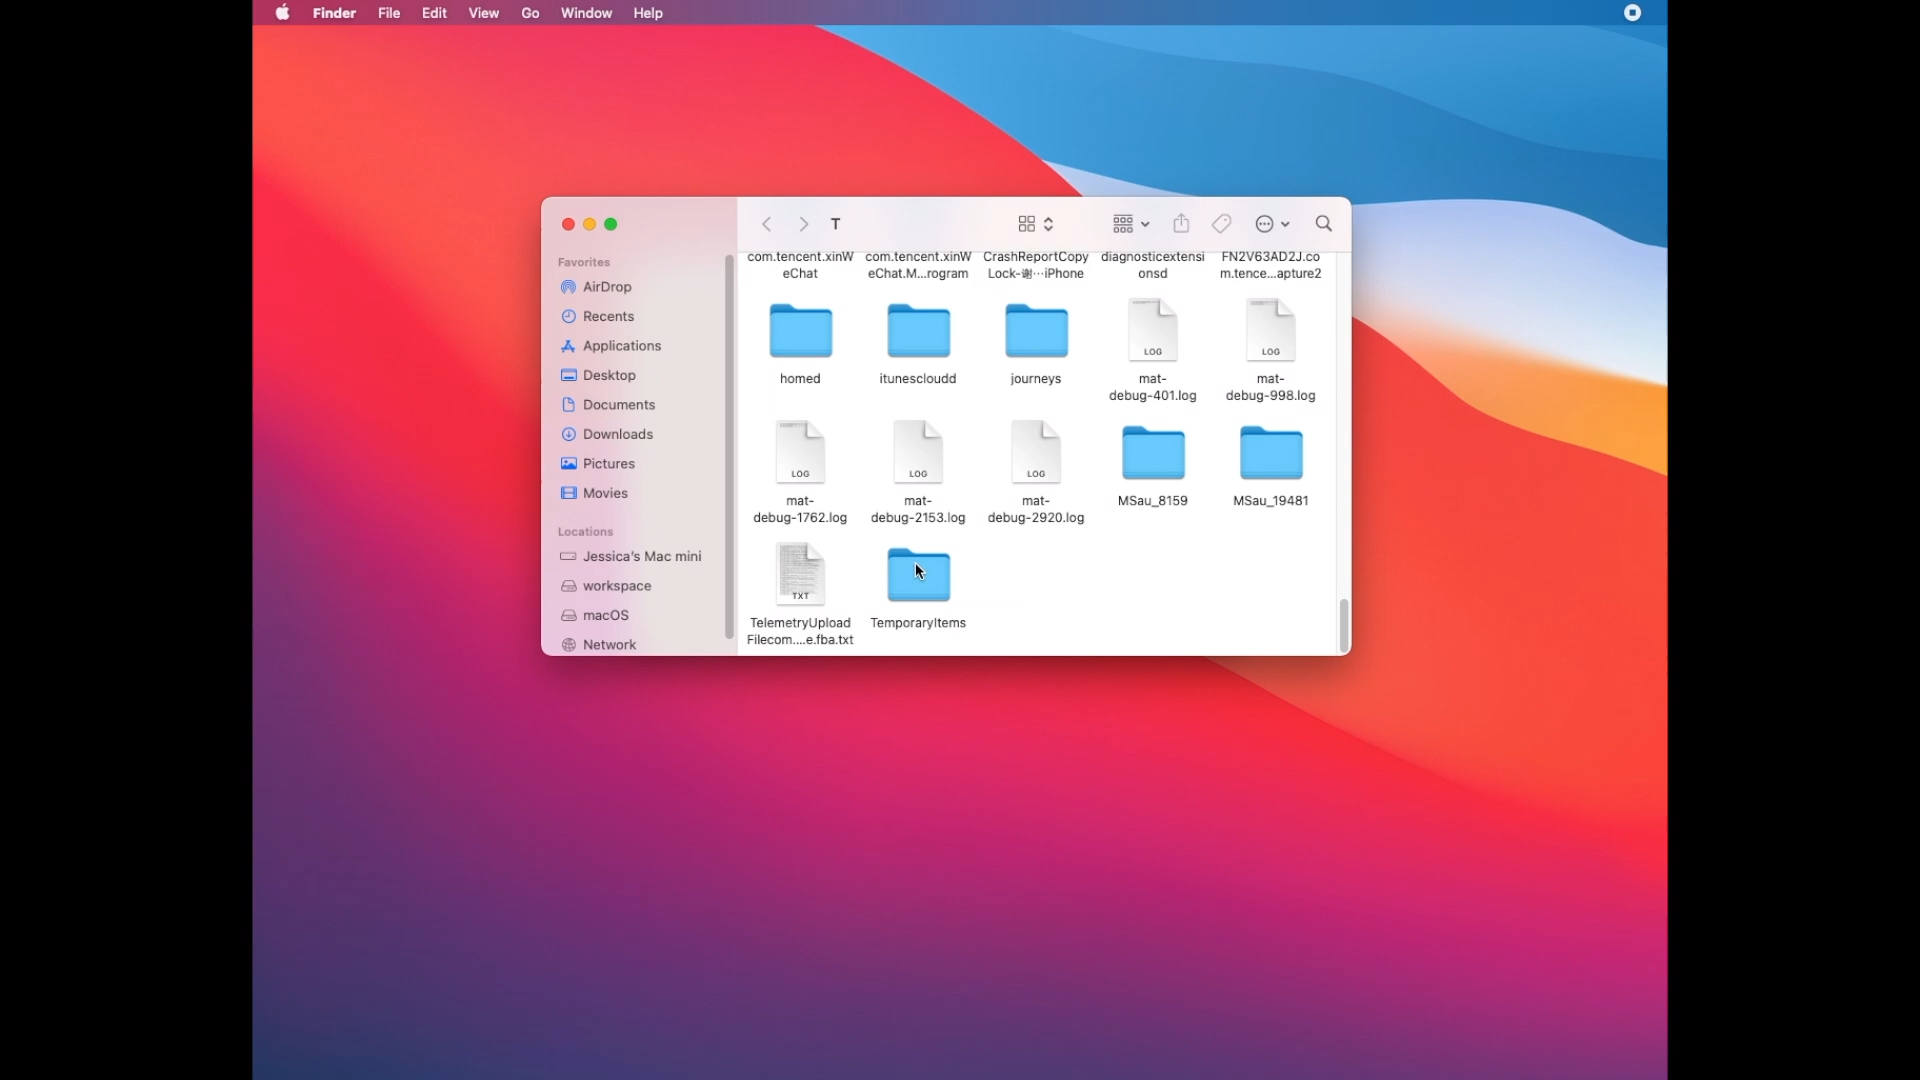 Finder File Edit View Go Window Help
T
Favorites
AirDrop
Recents
Applications
Desktop
Documents
Downloads
Pictures
Movies
Locations
Jessica's Mac mini
workspace
macOS
Network
com.tencent.xinW
eChat
com.tencent.xinW
eChat.M...rogram
CrashReportCopy
Lock-谢···iPhone
diagnosticextensi
onsd
FN2V63AD2J.co
m.tence...apture2
homed
itunescloudd
journeys
LOG
mat-
debug-401.log
LOG
mat-
debug-998.log
LOG
mat-
debug-1762.log
LOG
mat-
debug-2153.log
LOG
mat-
debug-2920.log
MSau_8159
MSau_19481
TXT
TelemetryUpload
Filecom....e.fba.txt
TemporaryItems